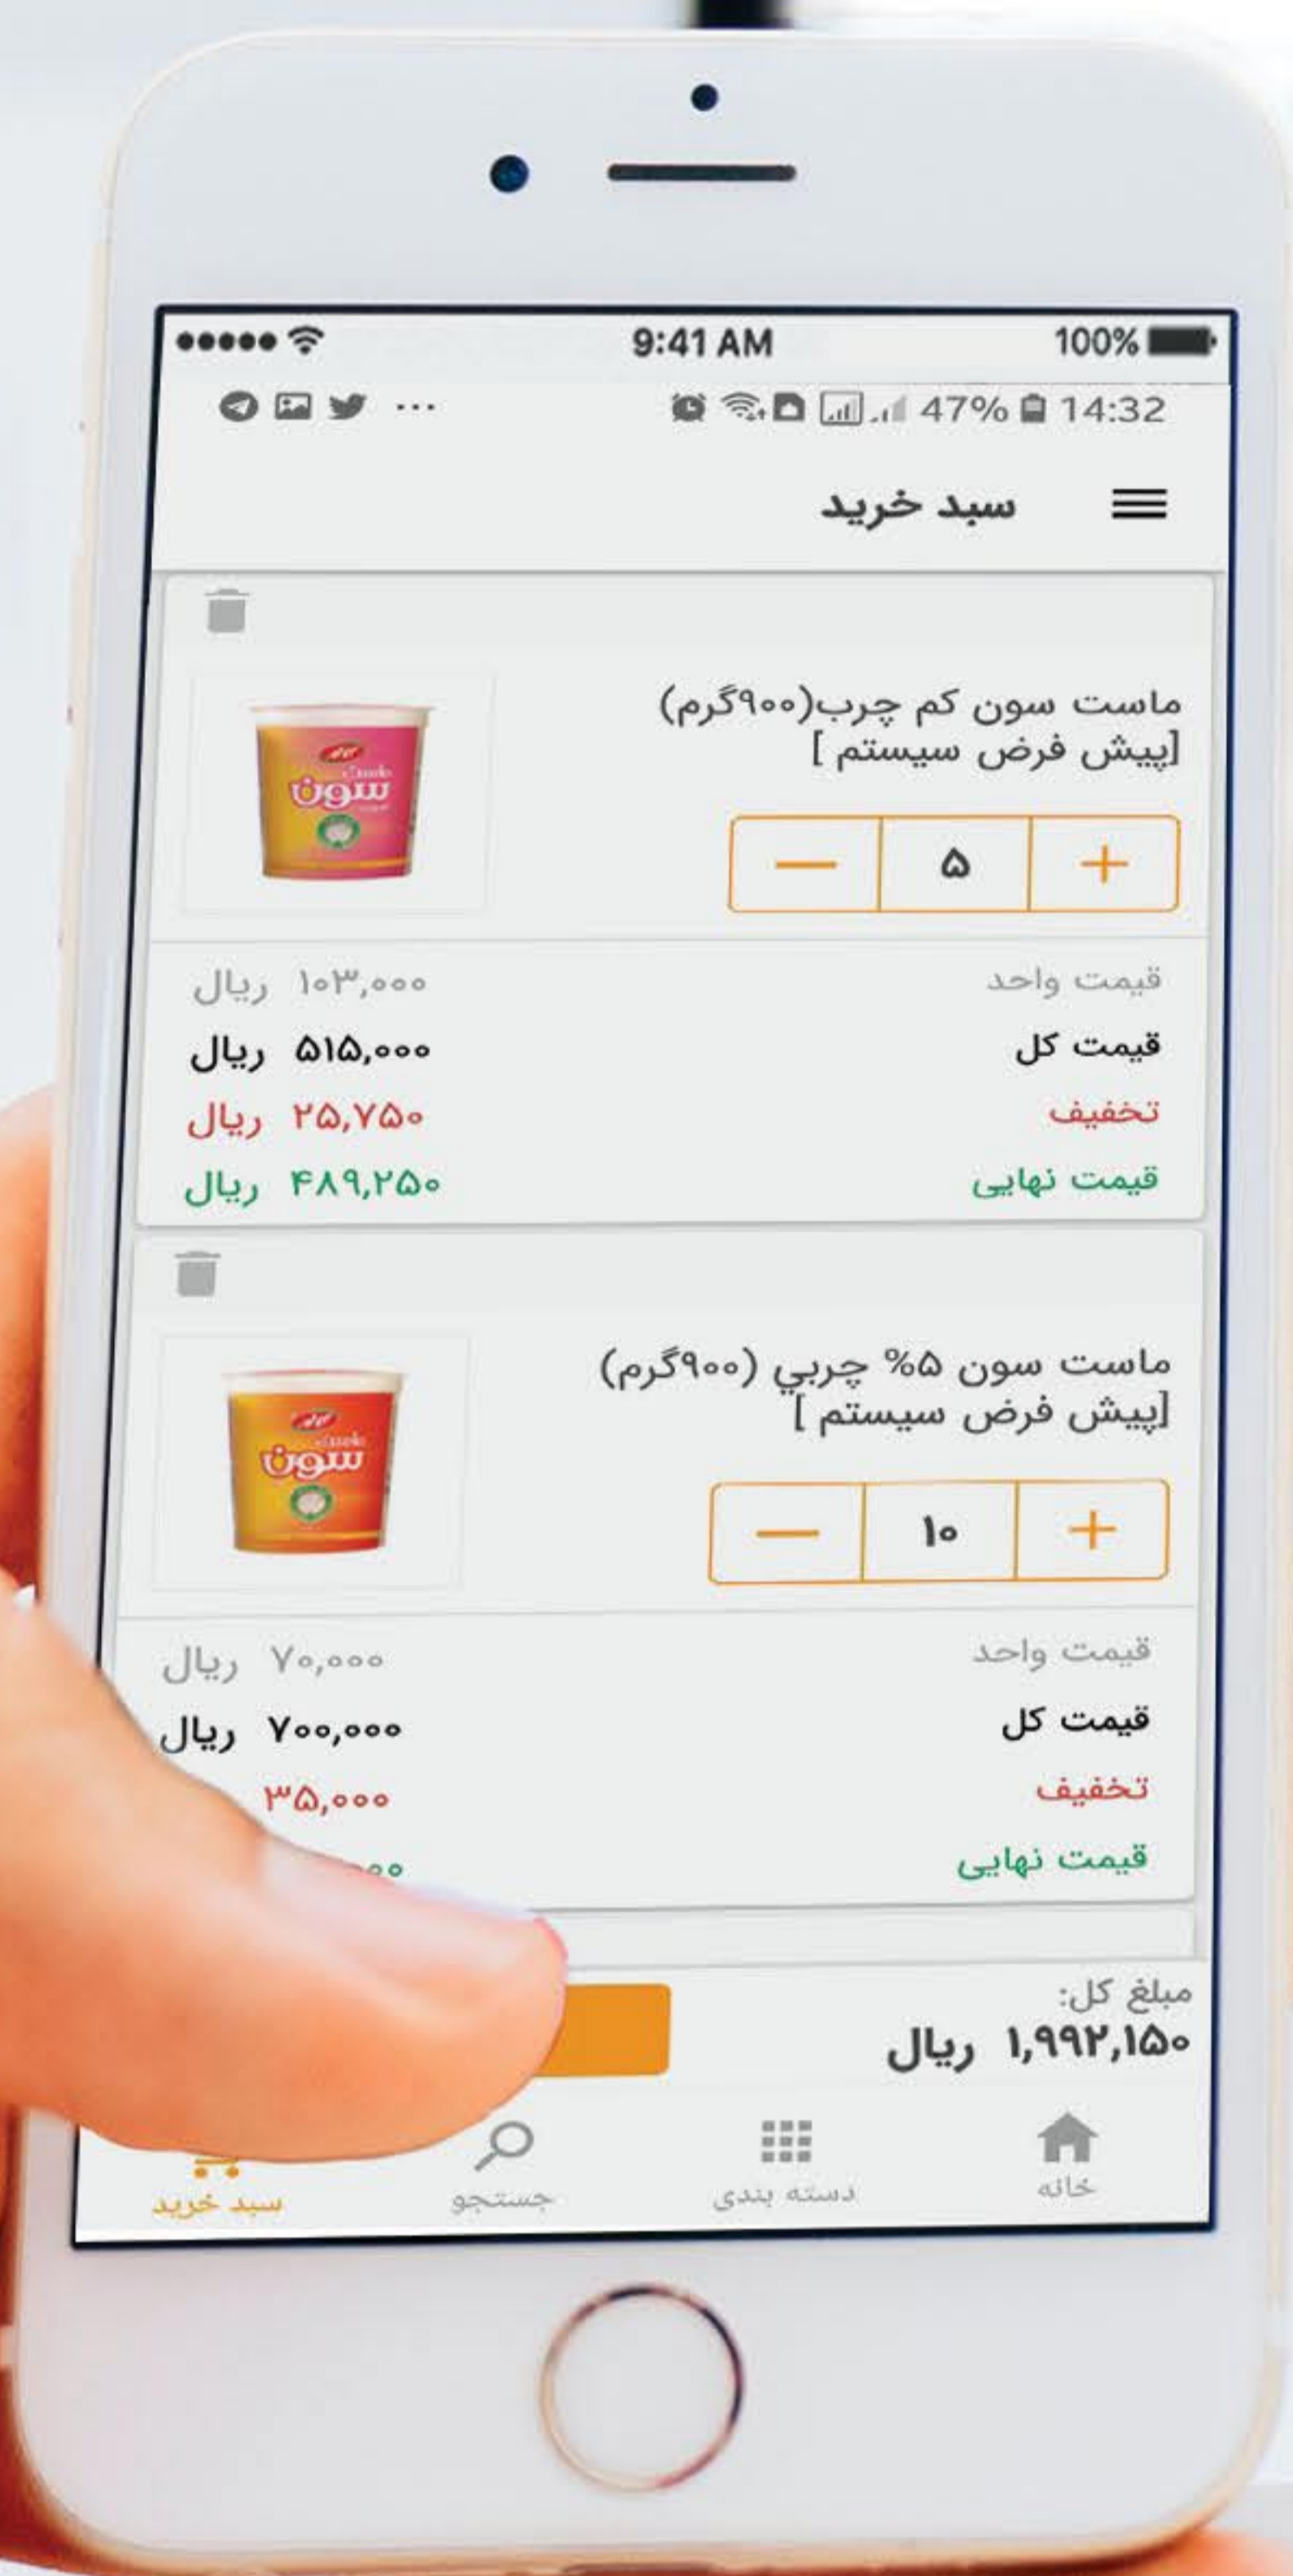 9:41 AM 100%
... 47% 14:32
سبد خرید
ماست سون کم چرب(۹۰۰گرم)
[پیش فرض سیستم ]
سون
+ ۵ —
قیمت واحد ۱۰۳,۰۰۰ ریال
قیمت کل ۵۱۵,۰۰۰ ریال
تخفیف ۲۵,۷۵۰ ریال
قیمت نهایی ۴۸۹,۲۵۰ ریال
ماست سون ۵% چربي (۹۰۰گرم)
[پیش فرض سیستم ]
سون
+ ۱۰ —
قیمت واحد ۷۰,۰۰۰ ریال
قیمت کل ۷۰۰,۰۰۰ ریال
تخفیف ۳۵,۰۰۰
قیمت نهایی
مبلغ کل:
۱,۹۹۲,۱۵۰ ریال
خانه دسته بندی جستجو سبد خرید